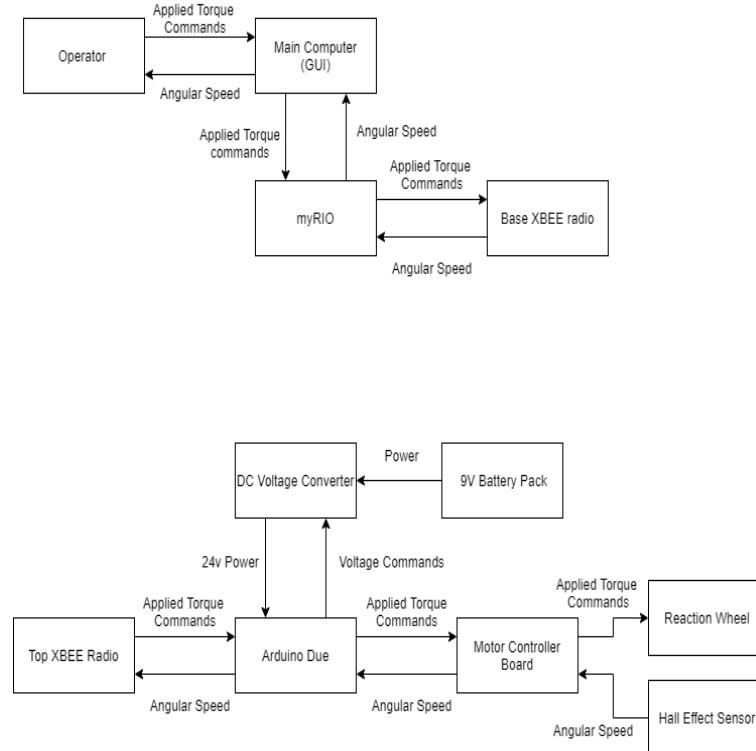 Applied Torque
Commands
Operator
Main Computer
(GUI)
Angular Speed
Applied Torque
commands
Angular Speed
Applied Torque
Commands
myRIO
Base XBEE radio
Angular Speed
Power
DC Voltage Converter
9V Battery Pack
24v Power
Voltage Commands
Applied Torque
Commands
Applied Torque
Commands
Applied Torque
Commands
Reaction Wheel
Top XBEE Radio
Arduino Due
Motor Controller
Board
Angular Speed
Angular Speed
Angular Speed
Hall Effect Sensor